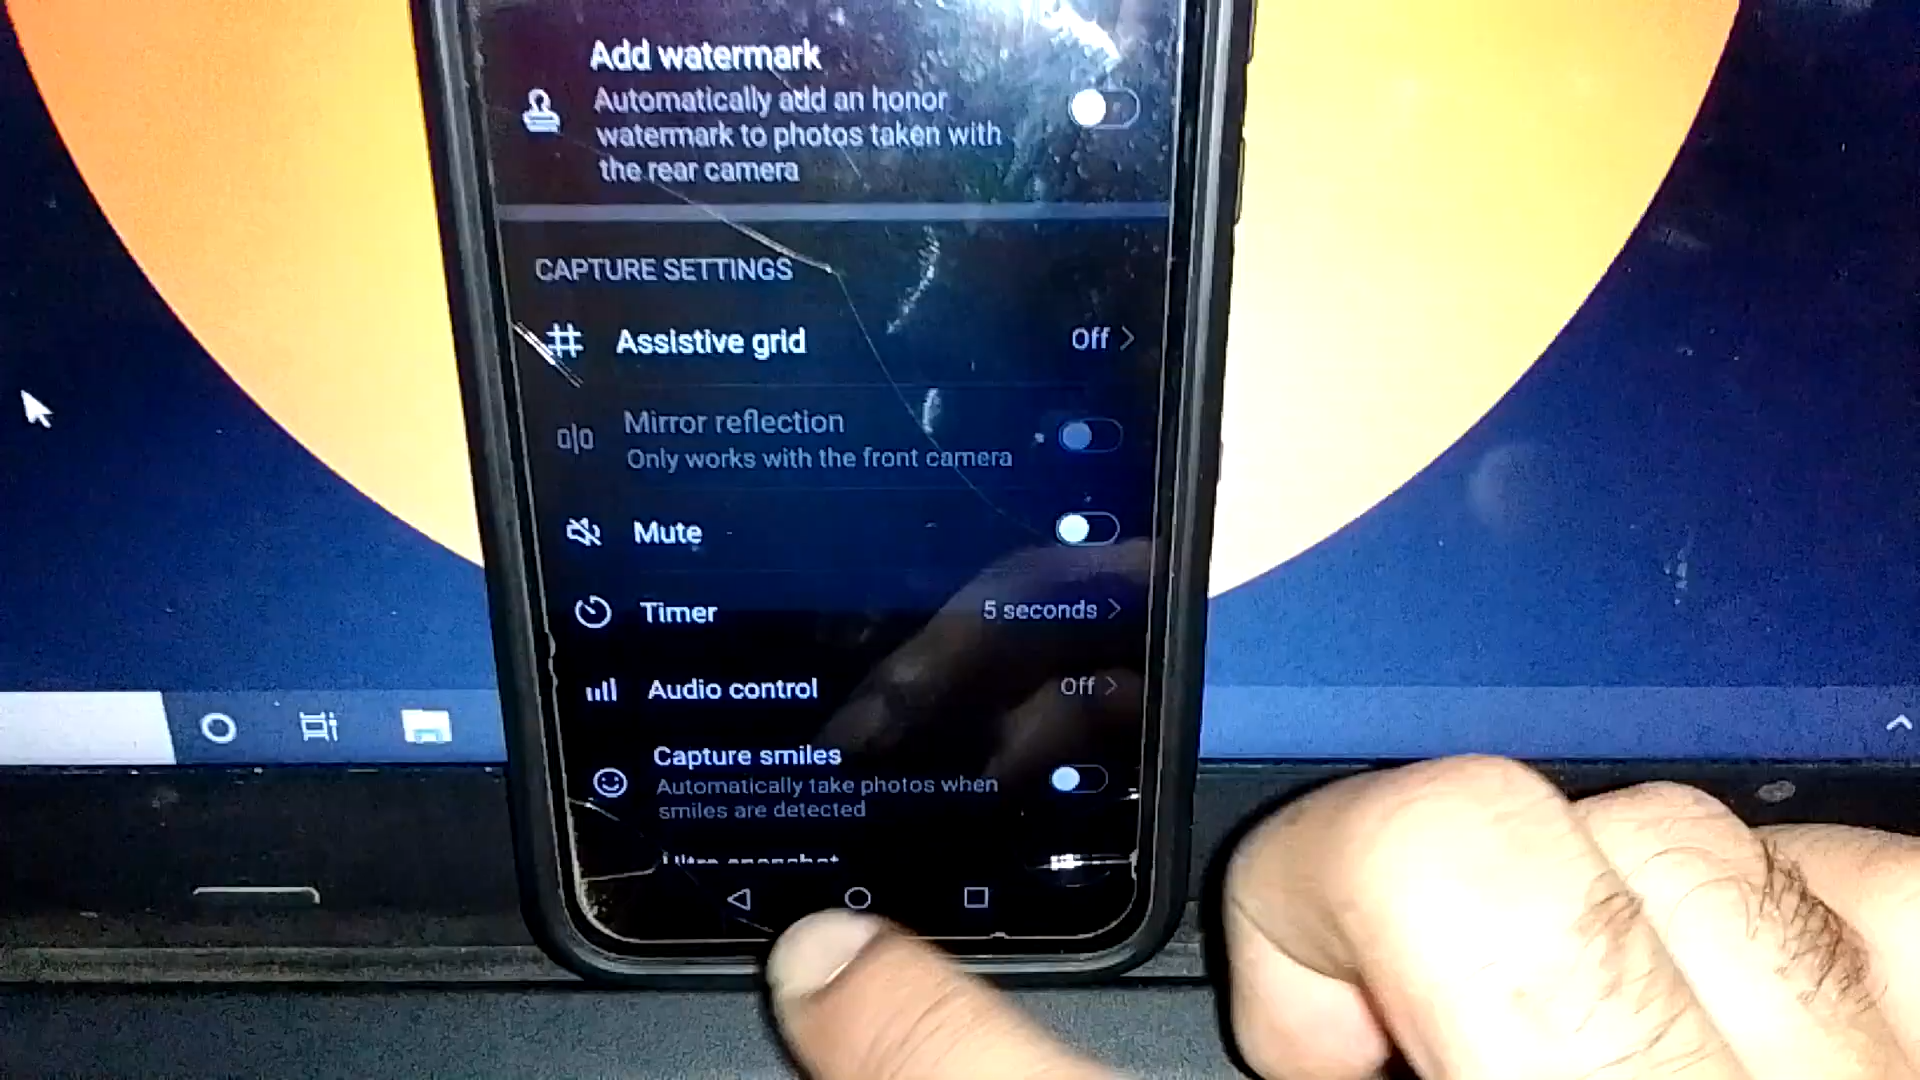 Add watermark
Automatically add an honor
watermark to photos taken with
the rear camera
CAPTURE SETTINGS
Assistive grid
Off
Mirror reflection
Only works with the front camera
Mute
Timer
5 seconds
Audio control
Off
Capture smiles
Automatically take photos when
smiles are detected
Ultra snapshot